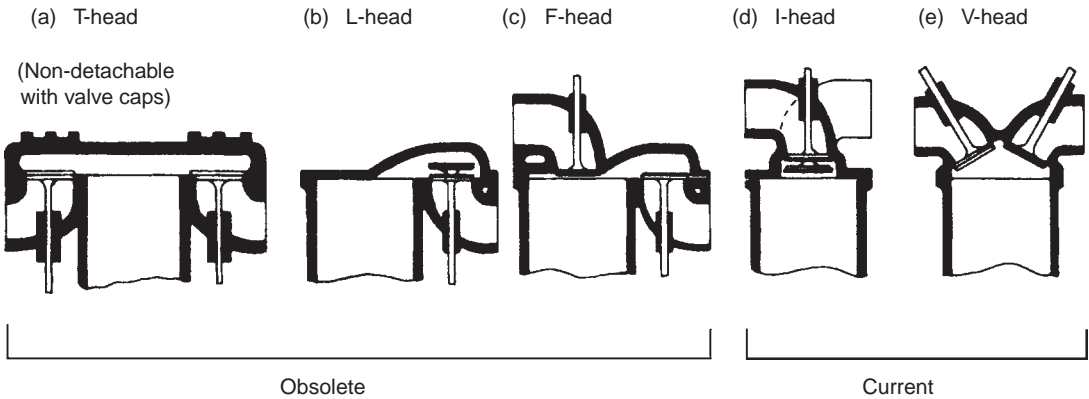 (a) T-head
(b) L-head
(c) F-head
(d) I-head
(e) V-head
(Non-detachable
with valve caps)
Obsolete
Current